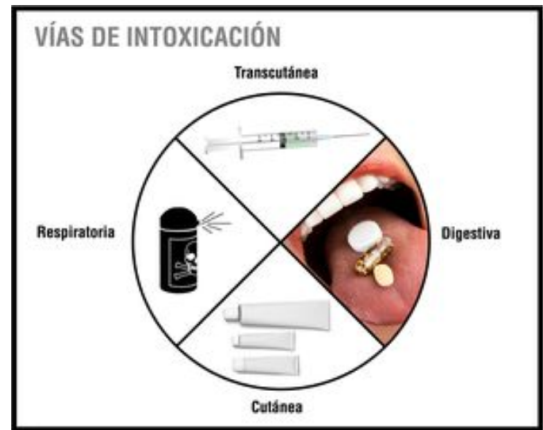 VÍAS DE INTOXICACIÓN
Transcutánea
Respiratoria
Digestiva
Cutánea